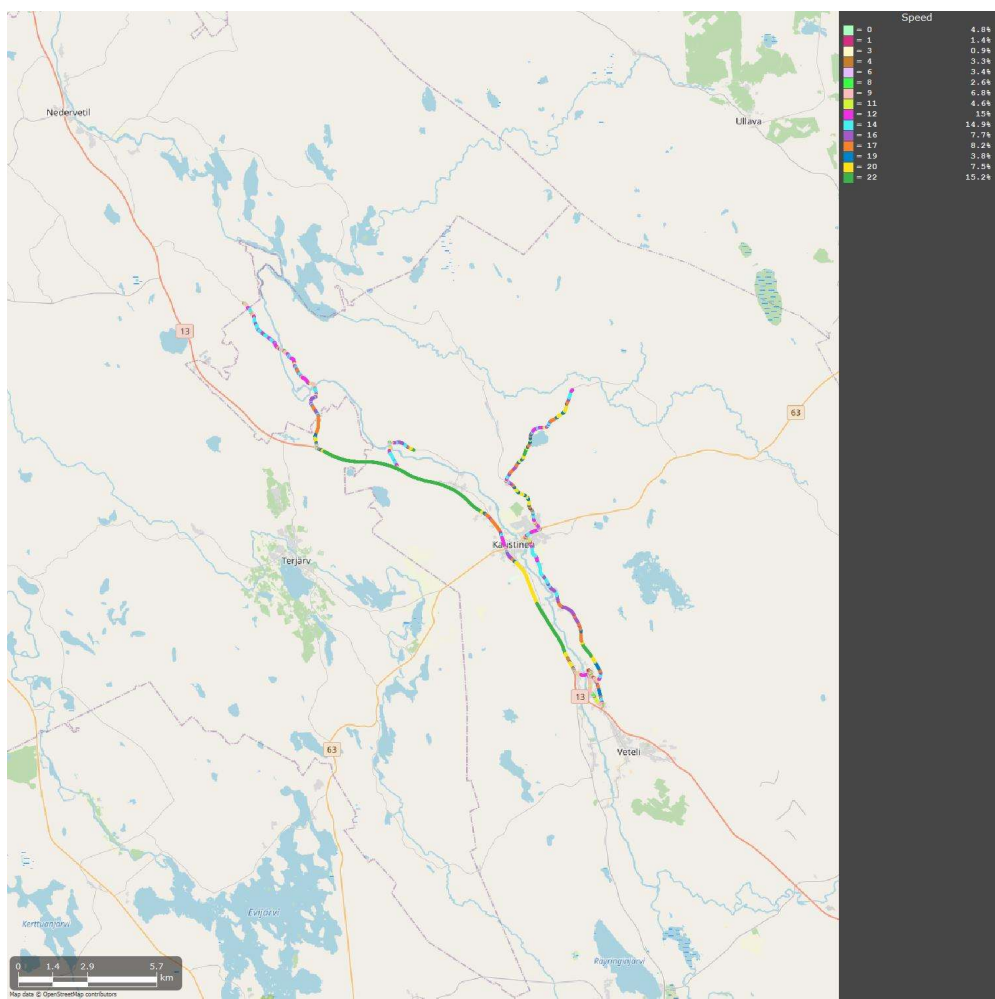 Speed
= 0 4.8%
= 1 1.4%
= 3 0.9%
= 4 3.3%
= 6 3.4%
= 8 2.6%
= 9 6.8%
= 11 4.6%
= 12 15%
= 14 14.9%
= 16 7.7%
= 17 8.2%
= 19 3.8%
= 20 7.5%
= 22 15.2%
Nedervetil
Ullava
13
63
Kaustinen
Terjärv
13
63
Veteli
Evijärvi
Kerttuanjärvi
Räyringinjärvi
0 1.4 2.9 5.7
km
Map data © OpenStreetMap contributors